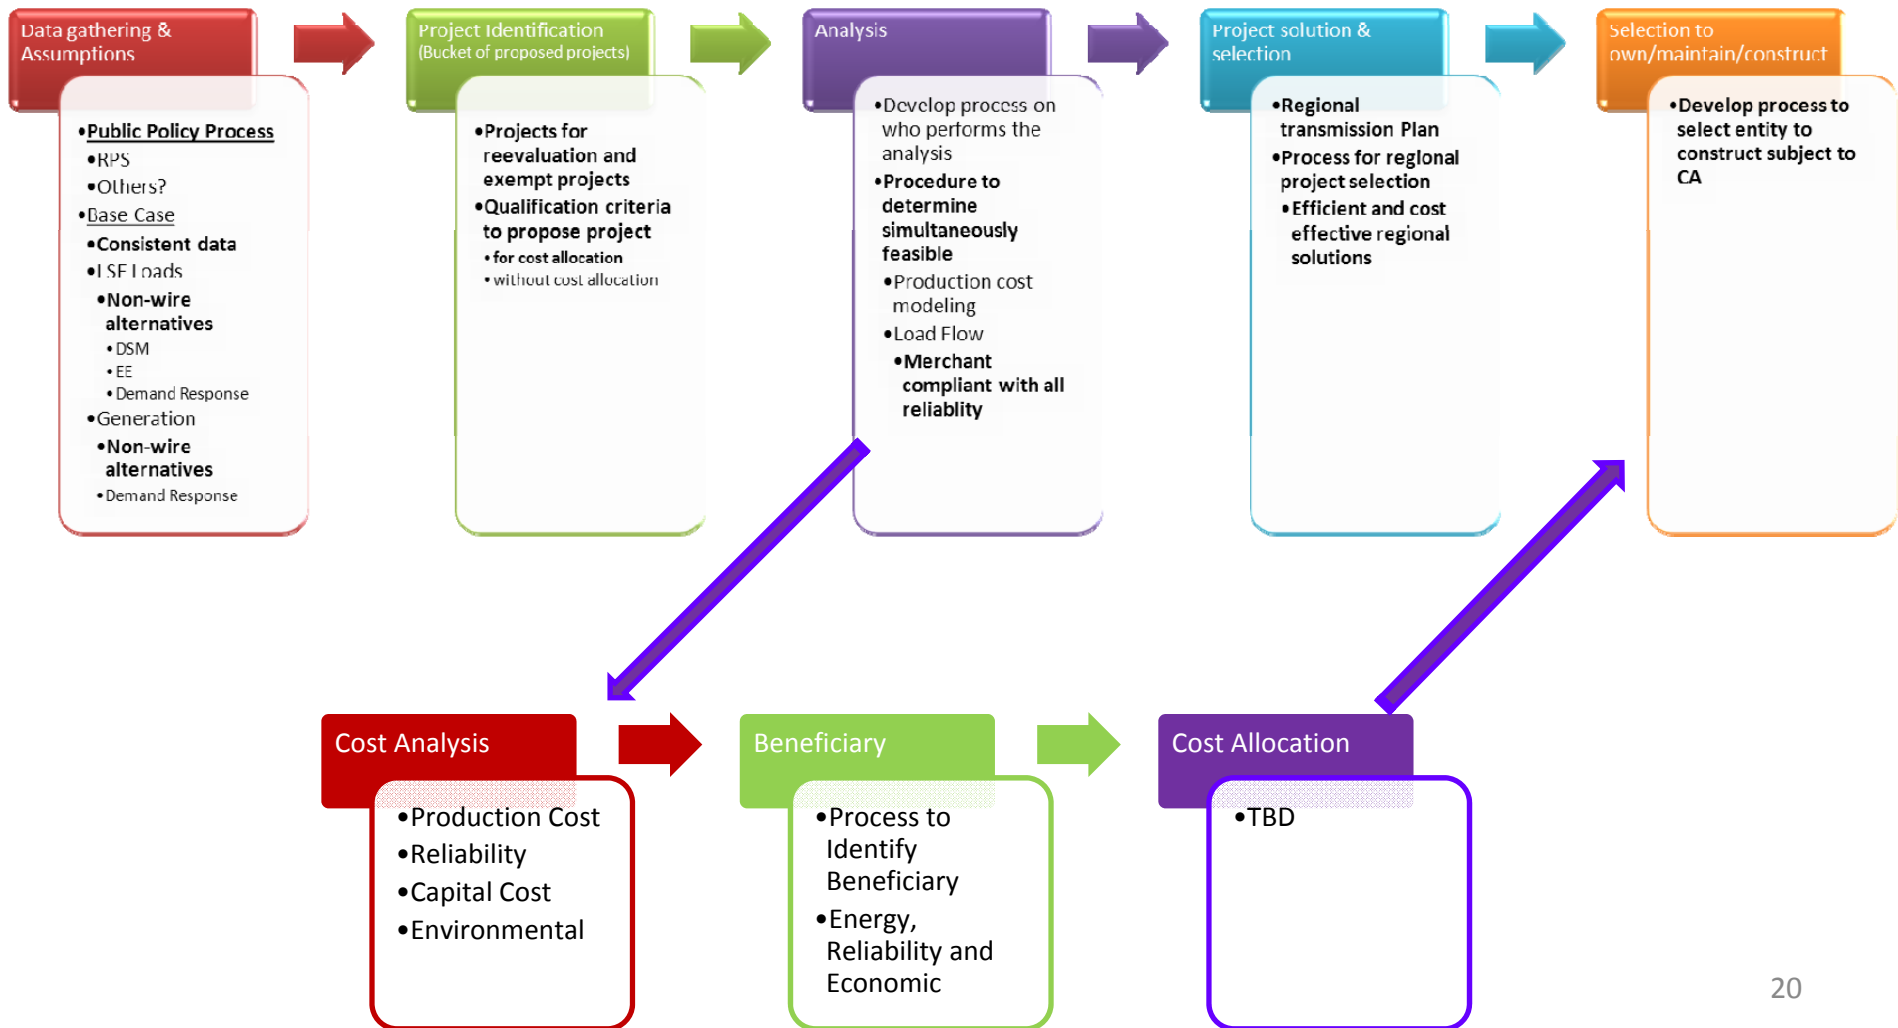 Data gathering &
Assumptions
•Public Policy Process
•RPS
•Others?
•Base Case
•Consistent data
•LSE Loads
•Non-wire
alternatives
•DSM
•EE
•Demand Response
•Generation
•Non-wire
alternatives
•Demand Response
Project Identification
(Bucket of proposed projects)
•Projects for
reevaluation and
exempt projects
•Qualification criteria
to propose project
•for cost allocation
•without cost allocation
Analysis
•Develop process on
who performs the
analysis
•Procedure to
determine
simultaneously
feasible
•Production cost
modeling
•Load Flow
•Merchant
compliant with all
reliablity
Project solution &
selection
•Regional
transmission Plan
•Process for regional
project selection
•Efficient and cost
effective regional
solutions
Selection to
own/maintain/construct
•Develop process to
select entity to
construct subject to
CA
Cost Analysis
•Production Cost
•Reliability
•Capital Cost
•Environmental
Beneficiary
•Process to
Identify
Beneficiary
•Energy,
Reliability and
Economic
Cost Allocation
•TBD
20